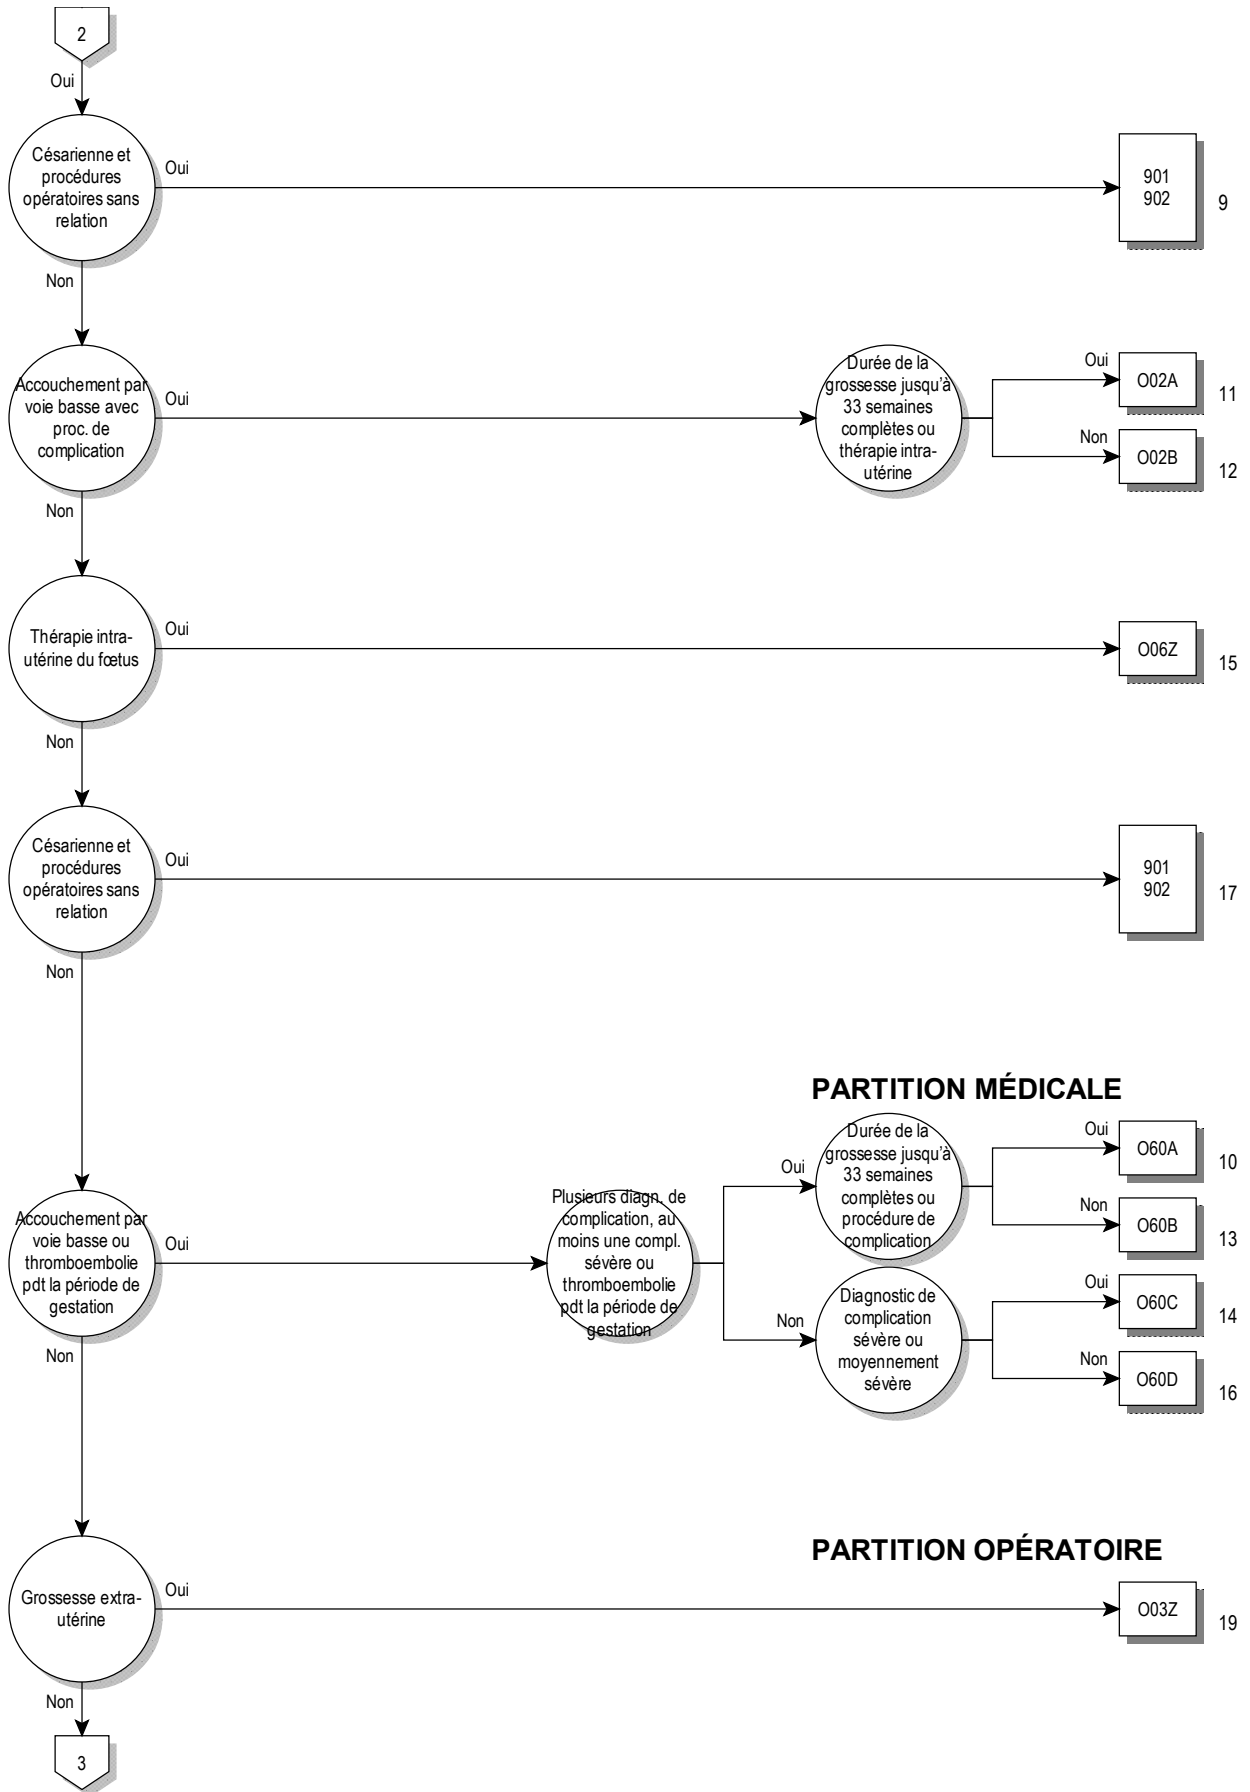 2
Oui
Césarienne et
procédures
opératoires sans
relation
Oui
901
902
9
Non
Accouchement par
voie basse avec
proc. de
complication
Oui
Durée de la
grossesse jusqu'à
33 semaines
complètes ou
thérapie intra-
utérine
Oui
O02A
11
Non
O02B
12
Non
Thérapie intra-
utérine du fœtus
Oui
O06Z
15
Non
Césarienne et
procédures
opératoires sans
relation
Oui
901
902
17
Non
PARTITION MÉDICALE
Accouchement par
voie basse ou
thromboembolie
pdt la période de
gestation
Oui
Plusieurs diagn. de
complication, au
moins une compl.
sévère ou
thromboembolie
pdt la période de
gestation
Oui
Durée de la
grossesse jusqu'à
33 semaines
complètes ou
procédure de
complication
Oui
O60A
10
Non
O60B
13
Non
Diagnostic de
complication
sévère ou
moyennement
sévère
Oui
O60C
14
Non
O60D
16
Non
PARTITION OPÉRATOIRE
Grossesse extra-
utérine
Oui
O03Z
19
Non
3